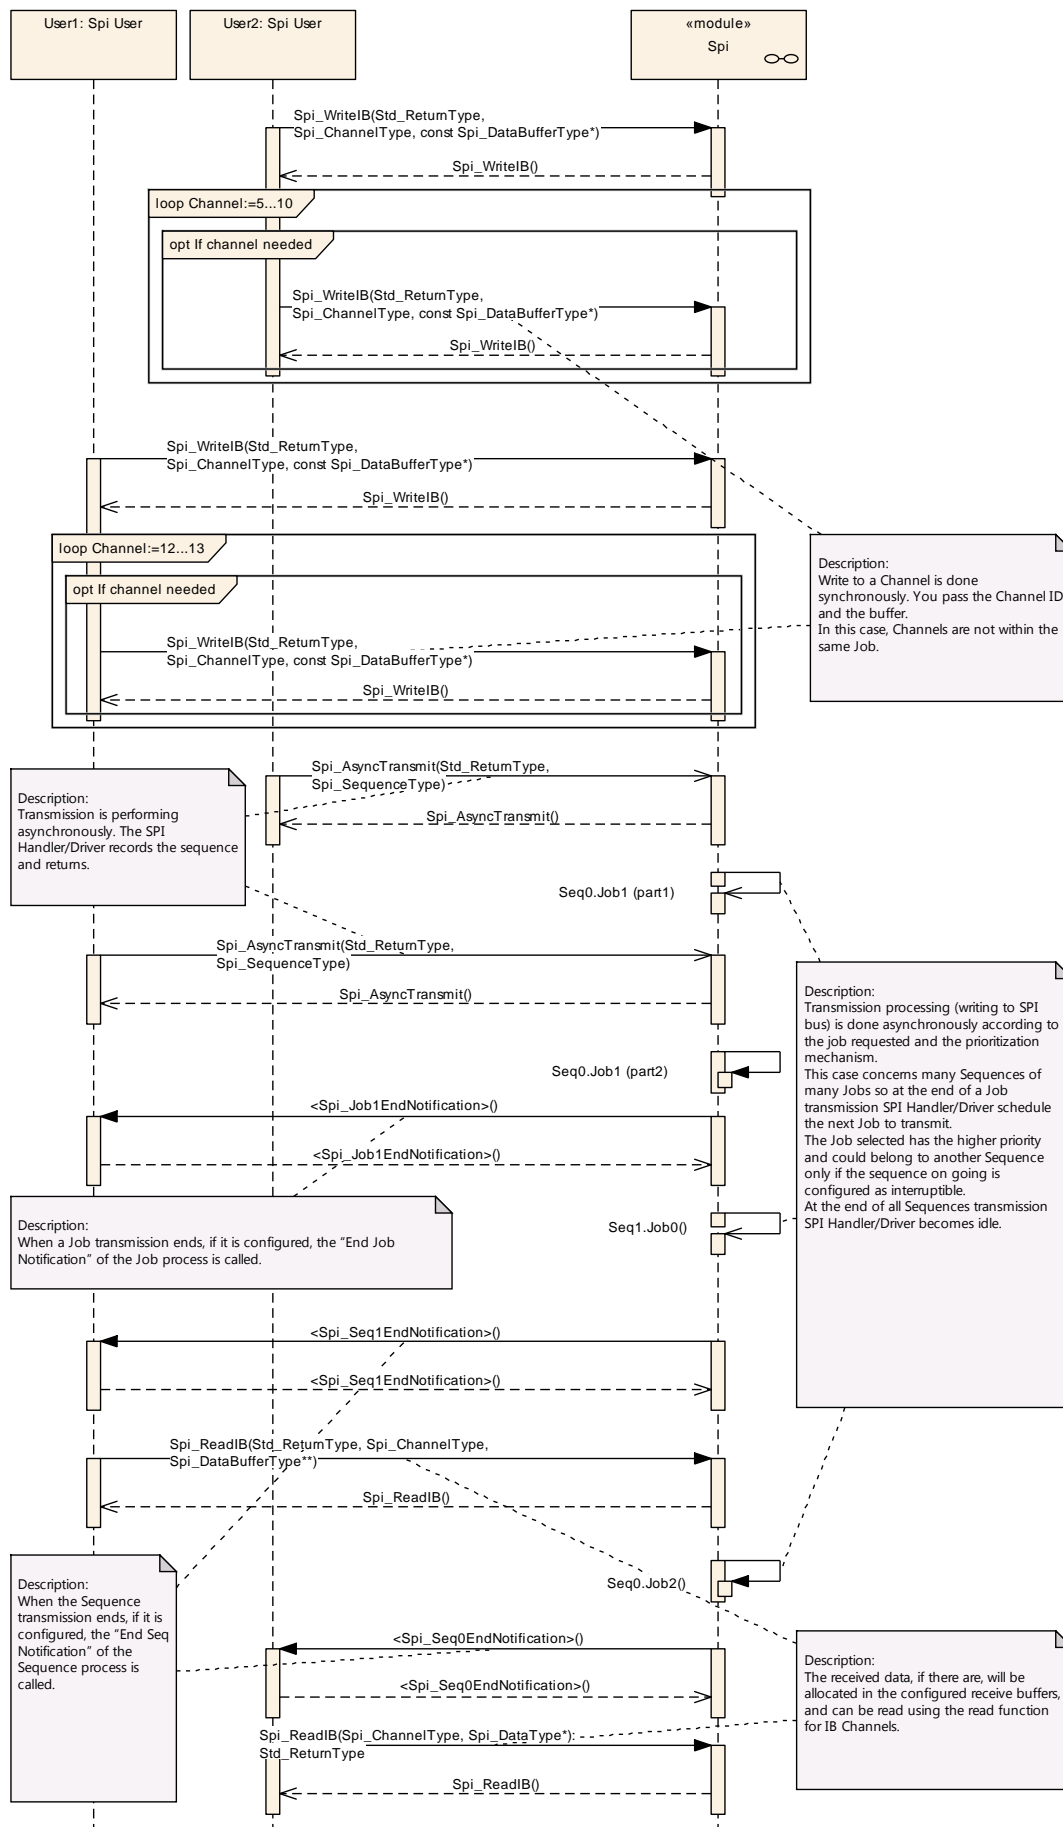 User1: Spi User
User2: Spi User
«module»
Spi
Spi_WriteIB(Std_ReturnType,
Spi_ChannelType, const Spi_DataBufferType*)
Spi_WriteIB()
loop Channel:=5...10
opt If channel needed
Spi_WriteIB(Std_ReturnType,
Spi_ChannelType, const Spi_DataBufferType*)
Spi_WriteIB()
Spi_WriteIB(Std_ReturnType,
Spi_ChannelType, const Spi_DataBufferType*)
Spi_WriteIB()
loop Channel:=12...13
opt If channel needed
Spi_WriteIB(Std_ReturnType,
Spi_ChannelType, const Spi_DataBufferType*)
Spi_WriteIB()
Description:
Write to a Channel is done
synchronously. You pass the Channel ID
and the buffer.
In this case, Channels are not within the
same Job.
Spi_AsyncTransmit(Std_ReturnType,
Spi_SequenceType)
Spi_AsyncTransmit()
Description:
Transmission is performing
asynchronously. The SPI
Handler/Driver records the sequence
and returns.
Seq0.Job1 (part1)
Spi_AsyncTransmit(Std_ReturnType,
Spi_SequenceType)
Spi_AsyncTransmit()
Description:
Transmission processing (writing to SPI
bus) is done asynchronously according to
the job requested and the prioritization
mechanism.
This case concerns many Sequences of
many Jobs so at the end of a Job
transmission SPI Handler/Driver schedule
the next Job to transmit.
The Job selected has the higher priority
and could belong to another Sequence
only if the sequence on going is
configured as interruptible.
At the end of all Sequences transmission
SPI Handler/Driver becomes idle.
Seq0.Job1 (part2)
<Spi_Job1EndNotification>()
<Spi_Job1EndNotification>()
Description:
When a Job transmission ends, if it is configured, the “End Job
Notification” of the Job process is called.
Seq1.Job0()
<Spi_Seq1EndNotification>()
<Spi_Seq1EndNotification>()
Spi_ReadIB(Std_ReturnType, Spi_ChannelType,
Spi_DataBufferType**)
Spi_ReadIB()
Description:
When the Sequence
transmission ends, if it is
configured, the “End Seq
Notification” of the
Sequence process is
called.
Seq0.Job2()
<Spi_Seq0EndNotification>()
<Spi_Seq0EndNotification>()
Description:
The received data, if there are, will be
allocated in the configured receive buffers,
and can be read using the read function
for IB Channels.
Spi_ReadIB(Spi_ChannelType, Spi_DataType*):
Std_ReturnType
Spi_ReadIB()